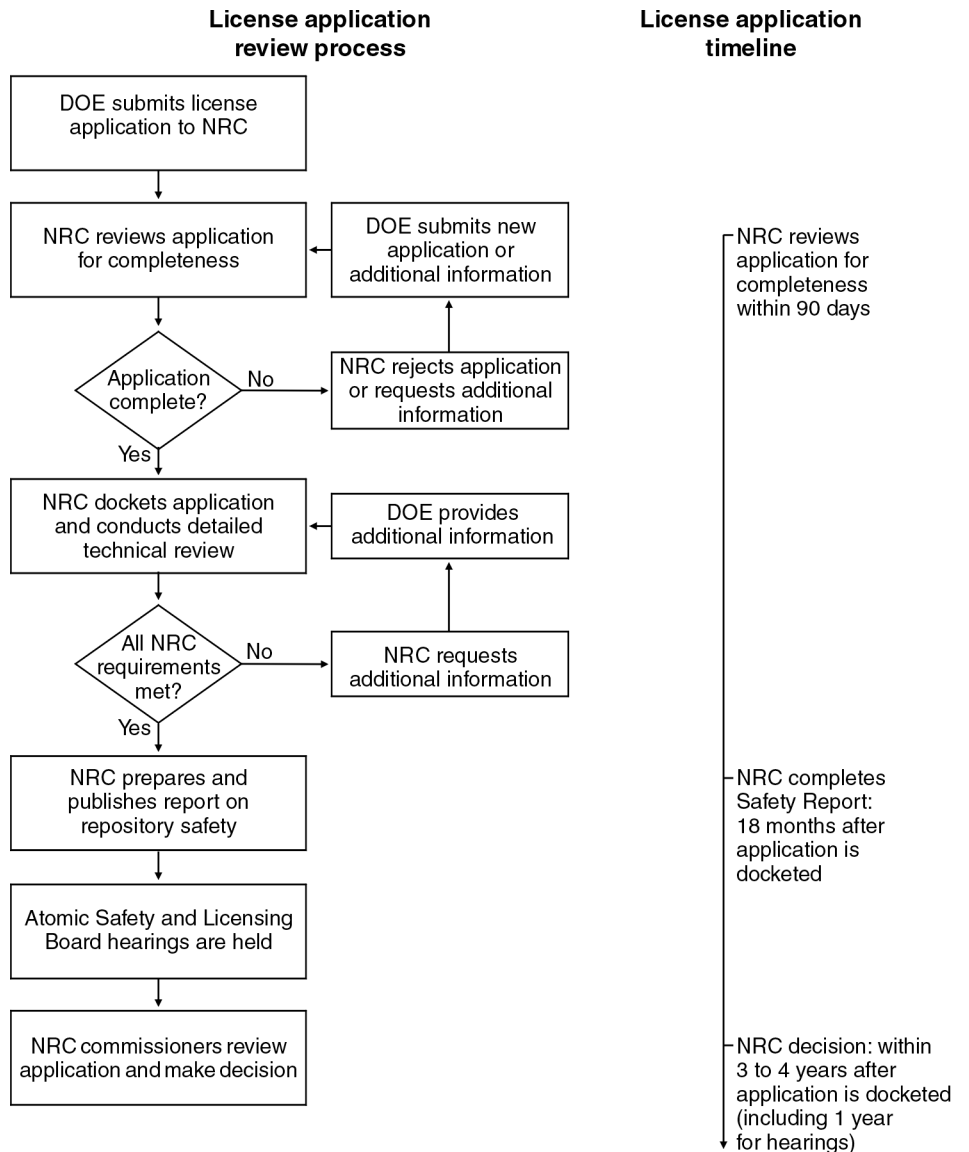 License application
review process
License application
timeline
DOE submits license
application to NRC
NRC reviews application
for completeness
DOE submits new
application or
additional information
Application
complete?
No
NRC rejects application
or requests additional
information
Yes
NRC dockets application
and conducts detailed
technical review
DOE provides
additional information
All NRC
requirements
met?
No
NRC requests
additional information
Yes
NRC prepares and
publishes report on
repository safety
Atomic Safety and Licensing
Board hearings are held
NRC commissioners review
application and make decision
NRC reviews
application for
completeness
within 90 days
NRC completes
Safety Report:
18 months after
application is
docketed
NRC decision: within
3 to 4 years after
application is docketed
(including 1 year
for hearings)